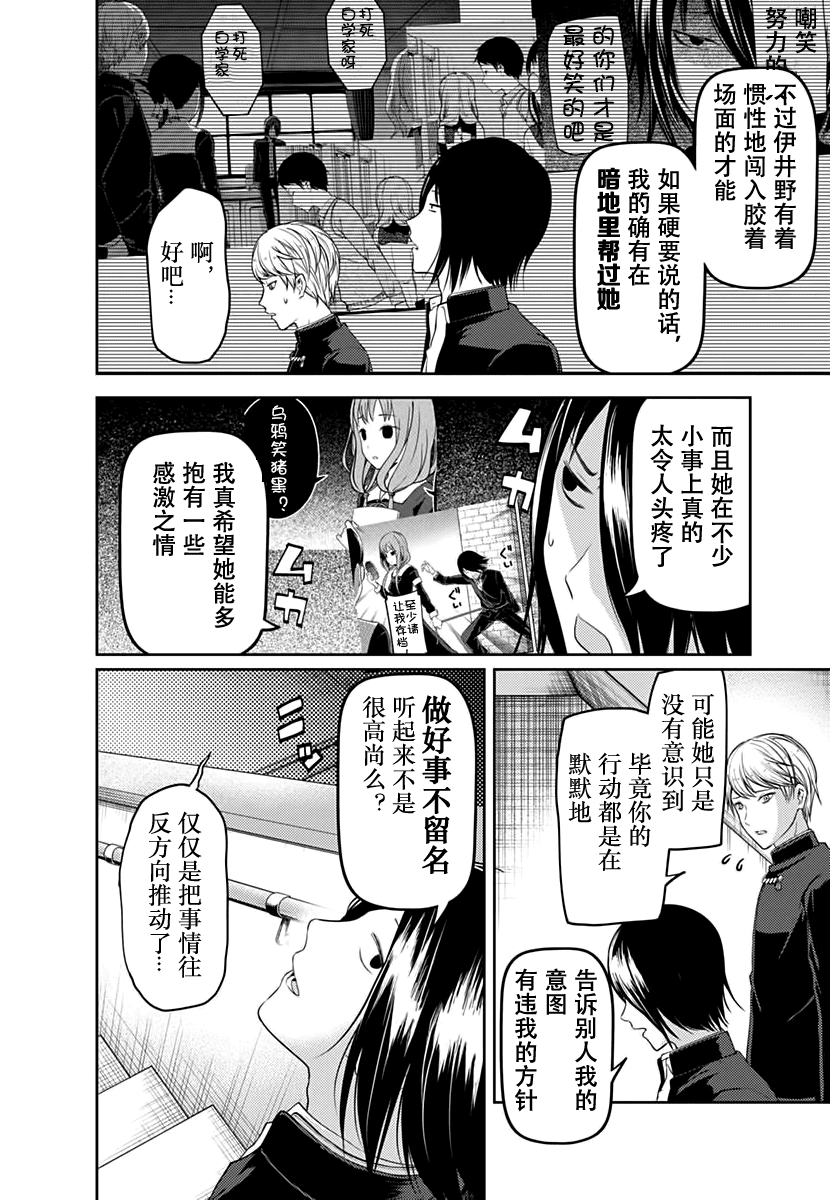 嘲笑
努力的
的你们才是
最好笑的吧
打死
自学家呀
打死
自学家
不过伊井野有着
惯性地闯入胶着
场面的才能
如果硬要说的话，
我的确有在
暗地里帮过她
啊，
好吧…
而且她在不少
小事上真的
太令人头疼了
ムカ
ムカ
乌鸦笑猪黑？
ぐい
ぐい
至少请
让我存档！
我真希望她能多
抱有一些
感激之情
可能她只是
没有意识到
毕竟你的
行动都是在
默默地
告诉别人我的
意图
有违我的方针
做好事不留名
听起来不是
很高尚么？
仅仅是把事情往
反方向推动了…